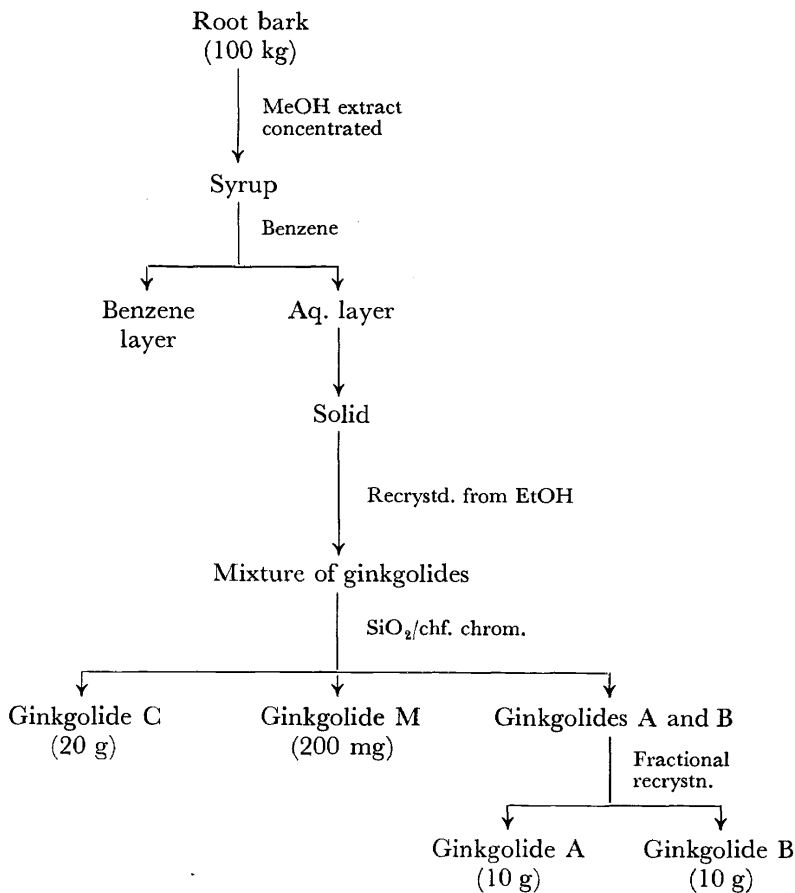 Root bark
(100 kg)
MeOH extract
concentrated
Syrup
Benzene
Benzene
layer
Aq. layer
Solid
Recrystd. from EtOH
Mixture of ginkgolides
SiO₂/chf. chrom.
Ginkgolide C
(20 g)
Ginkgolide M
(200 mg)
Ginkgolides A and B
Fractional
recrystn.
Ginkgolide A
(10 g)
Ginkgolide B
(10 g)